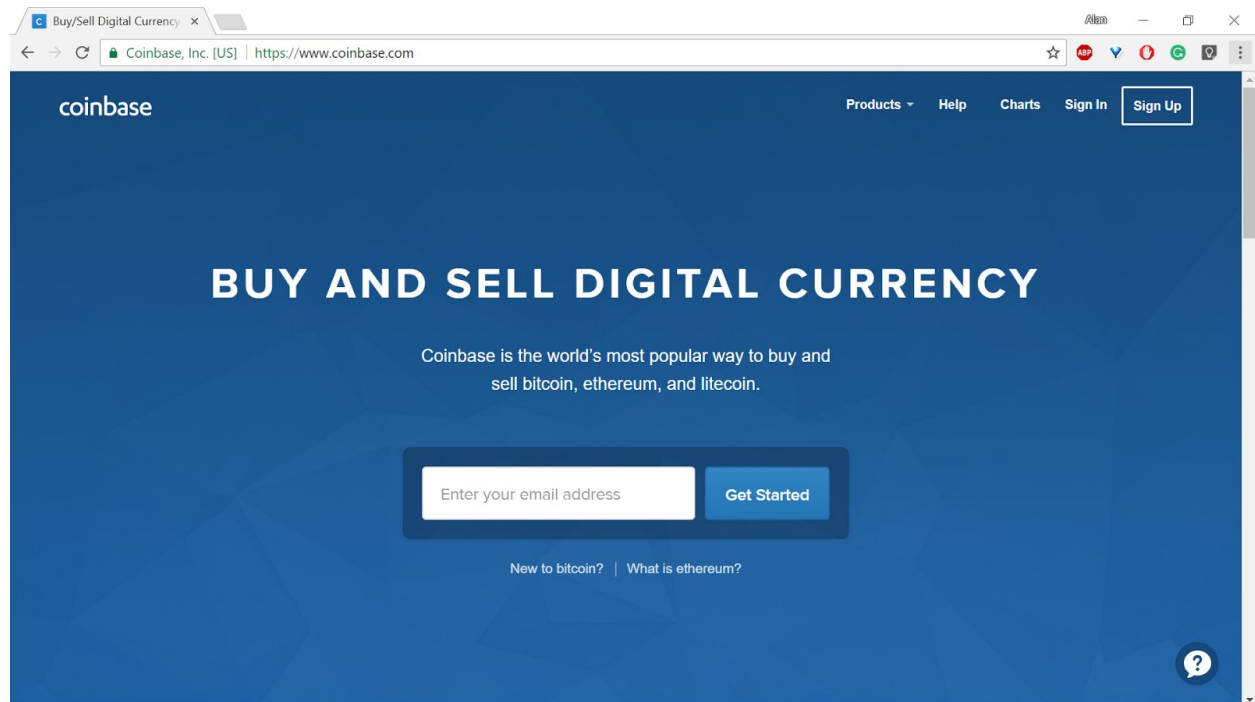 C Buy/Sell Digital Currency
Alan
Coinbase, Inc. [US] | https://www.coinbase.com
ABP
G
coinbase
Products Help Charts Sign In Sign Up
BUY AND SELL DIGITAL CURRENCY
Coinbase is the world's most popular way to buy and
sell bitcoin, ethereum, and litecoin.
Enter your email address Get Started
New to bitcoin? | What is ethereum?
?